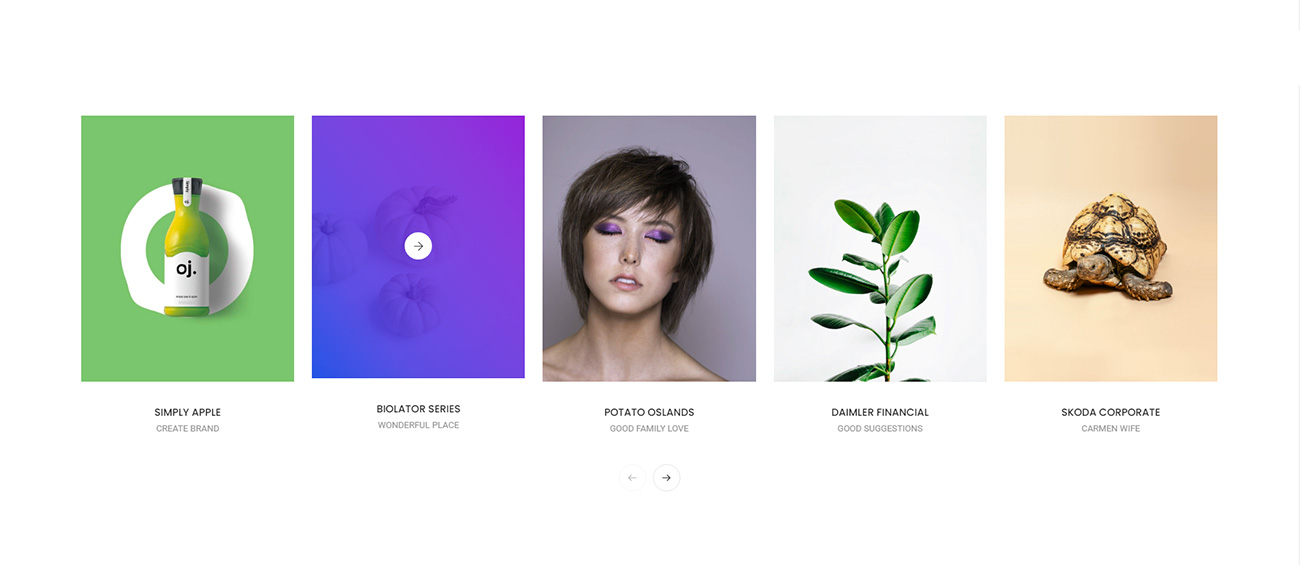 oj.
SIMPLY APPLE
CREATE BRAND
BIOLATOR SERIES
WONDERFUL PLACE
POTATO OSLANDS
GOOD FAMILY LOVE
DAIMLER FINANCIAL
GOOD SUGGESTIONS
SKODA CORPORATE
CARMEN WIFE